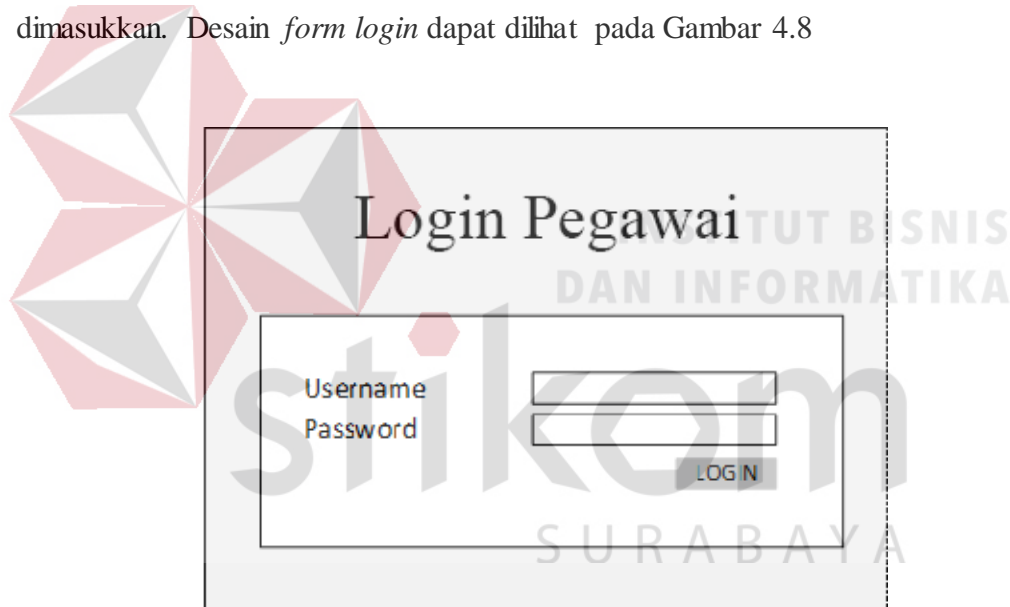 dimasukkan. Desain form login dapat dilihat pada Gambar 4.8
Login Pegawai
INSTITUT BISNIS
DAN INFORMATIKA
stikom
SURABAYA
Username
Password
LOGIN